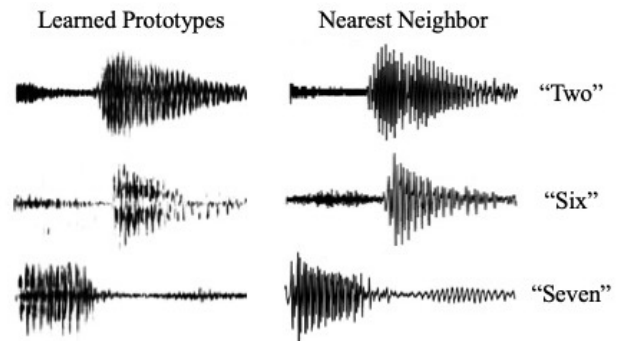 Learned Prototypes
Nearest Neighbor
“Two”
“Six”
“Seven”